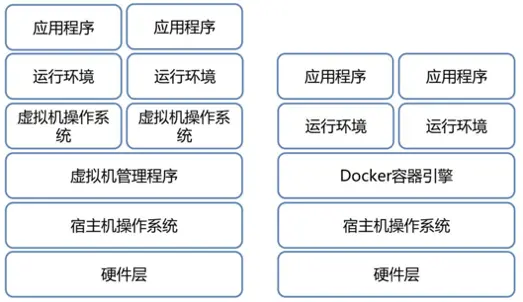 应用程序
应用程序
运行环境
运行环境
虚拟机操作系
统
虚拟机操作系
统
虚拟机管理程序
宿主机操作系统
硬件层
应用程序
应用程序
运行环境
运行环境
Docker容器引擎
宿主机操作系统
硬件层